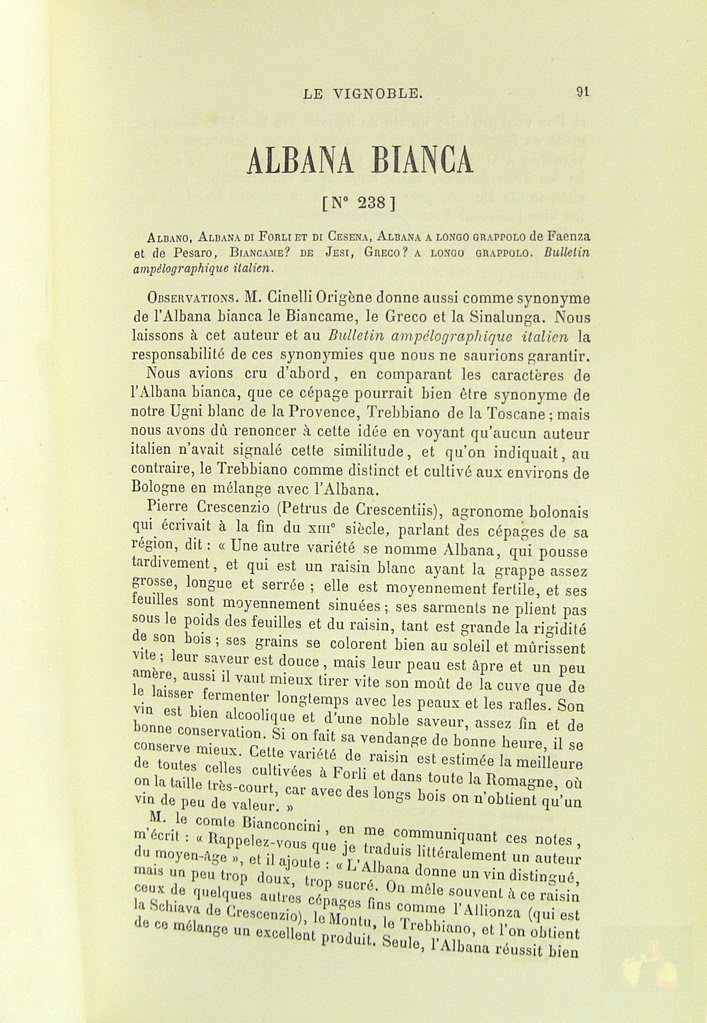 LE VIGNOBLE. 91
ALBANA BIANCA
[N° 238]
ALBANO, ALBANA DI FORLI ET DI CESENA, ALBANA A LONGO GRAPPOLO de Faenza
et de Pesaro, BIANCAME? DE JESI, GRECO? A LONGO GRAPPOLO. Bulletin
ampélographique italien.
OBSERVATIONS. M. Cinelli Origène donne aussi comme synonyme
de l'Albana bianca le Biancame, le Greco et la Sinalunga. Nous
laissons à cet auteur et au Bulletin ampélographique italien la
responsabilité de ces synonymies que nous ne saurions garantir.
Nous avions cru d'abord, en comparant les caractères de
l'Albana bianca, que ce cépage pourrait bien être synonyme de
notre Ugni blanc de la Provence, Trebbiano de la Toscane; mais
nous avons dû renoncer à cette idée en voyant qu'aucun auteur
italien n'avait signalé cette similitude, et qu'on indiquait, au
contraire, le Trebbiano comme distinct et cultivé aux environs de
Bologne en mélange avec l'Albana.
Pierre Crescenzio (Petrus de Crescentiis), agronome bolonais
qui écrivait à la fin du XIIIe siècle, parlant des cépages de sa
région, dit : « Une autre variété se nomme Albana, qui pousse
tardivement, et qui est un raisin blanc ayant la grappe assez
grosse, longue et serrée ; elle est moyennement fertile, et ses
feuilles sont moyennement sinuées ; ses sarments ne plient pas
sous le poids des feuilles et du raisin, tant est grande la rigidité
de son bois ; ses grains se colorent bien au soleil et mûrissent
vite ; leur saveur est douce, mais leur peau est âpre et un peu
amère, aussi il vaut mieux tirer vite son moût de la cuve que de
le laisser fermenter longtemps avec les peaux et les rafles. Son
vin est bien alcoolique et d'une noble saveur, assez fin et de
bonne conservation. Si on fait sa vendange de bonne heure, il se
conserve mieux. Cette variété de raisin est estimée la meilleure
de toutes celles cultivées à Forli et dans toute la Romagne, où
on la taille très-court, car avec des longs bois on n'obtient qu'un
vin de peu de valeur. »
M. le comte Bianconcini, en me communiquant ces notes,
m'écrit : « Rappelez-vous que je traduis littéralement un auteur
du moyen-âge », et il ajoute : « L'Albana donne un vin distingué,
mais un peu trop doux, trop sucré. On mêle souvent à ce raisin
ceux de quelques autres cépages fins comme l'Allionza (qui est
la Schiava de Crescenzio), le Montu, le Trebbiano, et l'on obtient
de ce mélange un excellent produit. Seule, l'Albana réussit bien